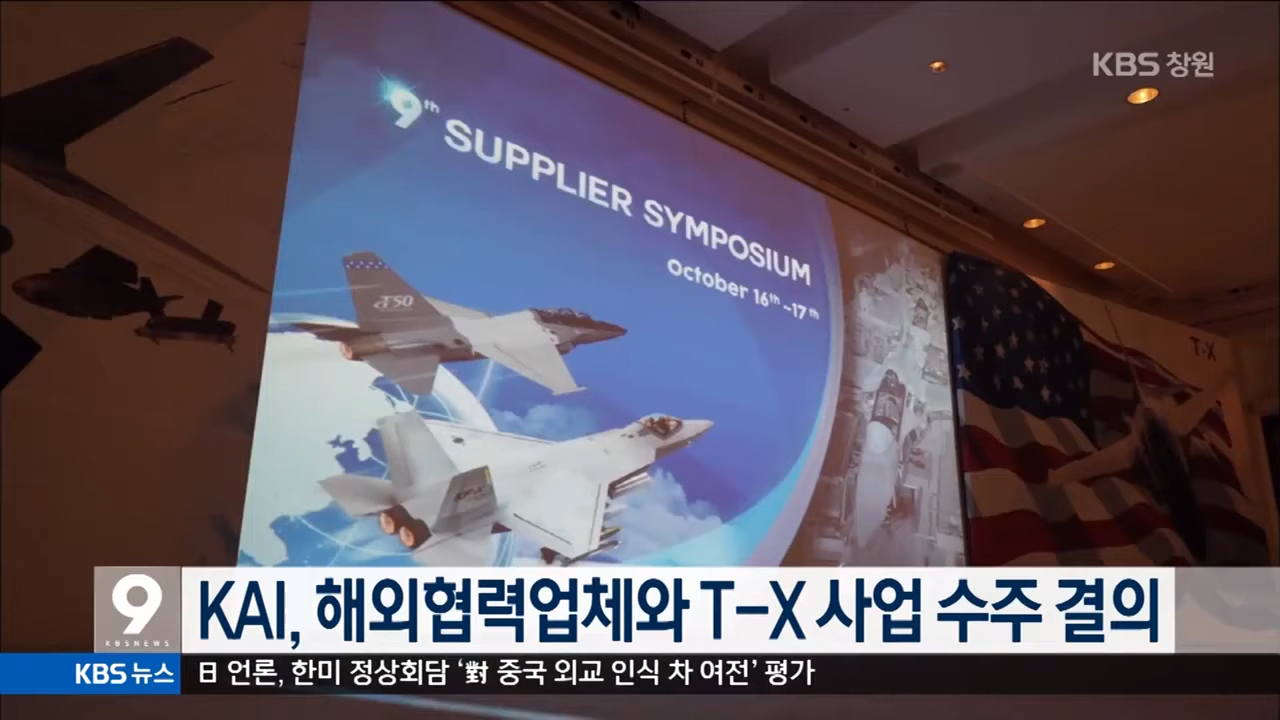 KBS 창원
9th SUPPLIER SYMPOSIUM
October 16th ~17th
T50
KF-X
T-X
9
KBS NEWS
KAI, 해외협력업체와 T-X 사업 수주 결의
KBS 뉴스
日 언론, 한미 정상회담 ‘對 중국 외교 인식 차 여전’ 평가